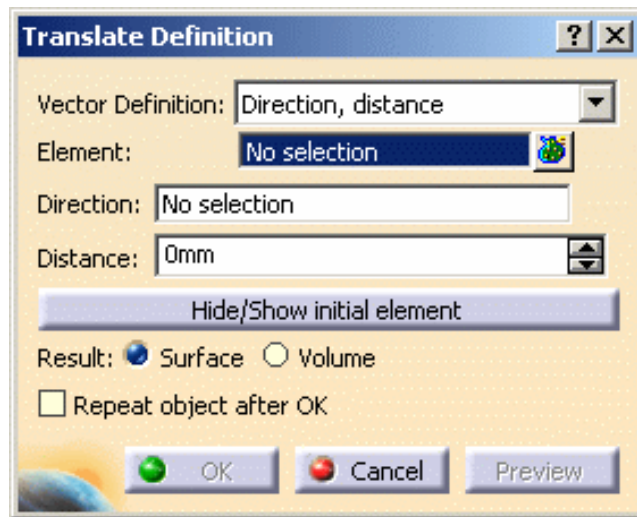 Translate Definition ? X
Vector Definition: Direction, distance
Element: No selection
Direction: No selection
Distance: 0mm
Hide/Show initial element
Result: Surface Volume
Repeat object after OK
OK Cancel Preview